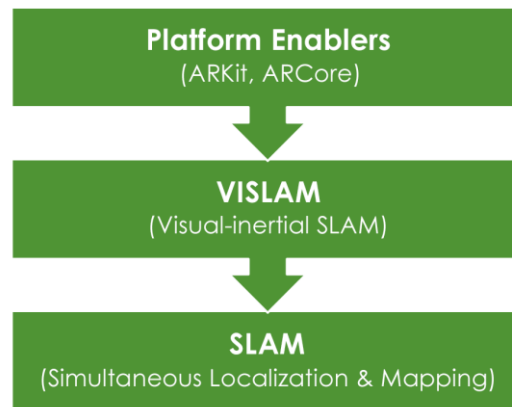 Platform Enablers
(ARKit, ARCore)
VISLAM
(Visual-inertial SLAM)
SLAM
(Simultaneous Localization & Mapping)